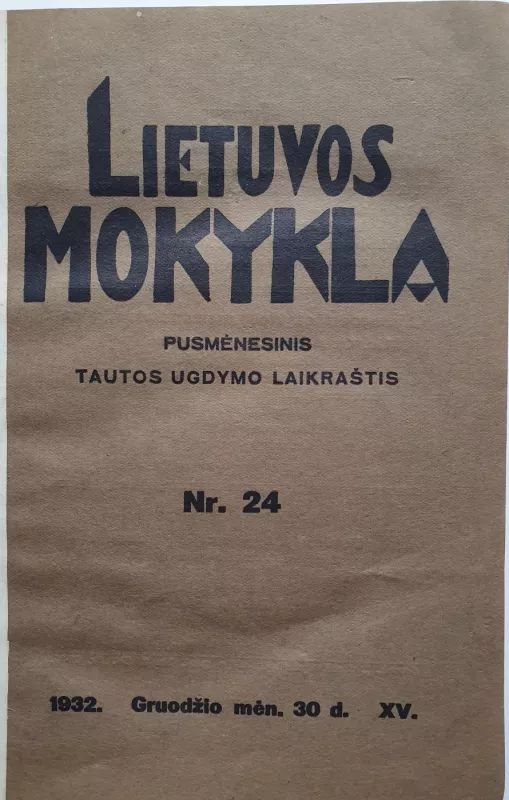 LIETUVOS
MOKYKLA
PUSMĖNESINIS
TAUTOS UGDYMO LAIKRAŠTIS
Nr. 24
1932. Gruodžio mėn. 30 d. XV.